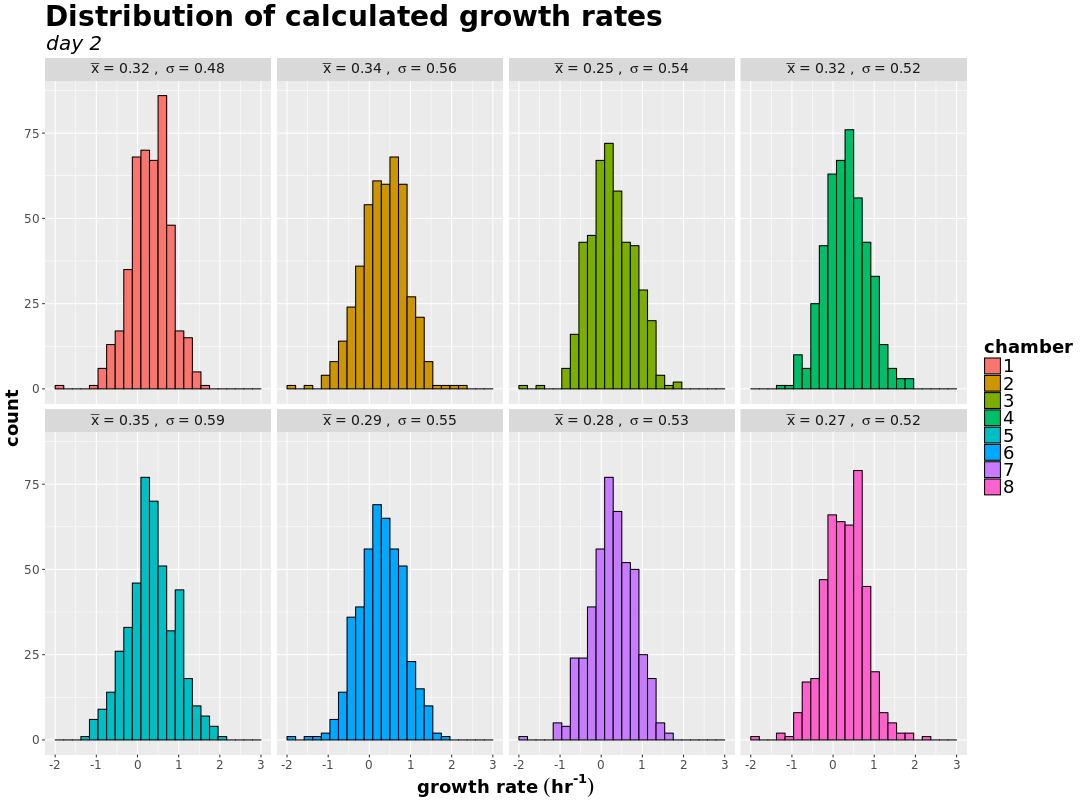 Distribution of calculated growth rates
day 2
x̅ = 0.32 , σ = 0.48
x̅ = 0.34 , σ = 0.56
x̅ = 0.25 , σ = 0.54
x̅ = 0.32 , σ = 0.52
75
50
25
0
x̅ = 0.35 , σ = 0.59
x̅ = 0.29 , σ = 0.55
x̅ = 0.28 , σ = 0.53
x̅ = 0.27 , σ = 0.52
75
50
25
0
-2 -1 0 1 2 3
-2 -1 0 1 2 3
-2 -1 0 1 2 3
-2 -1 0 1 2 3
count
growth rate (hr⁻¹)
chamber
1
2
3
4
5
6
7
8